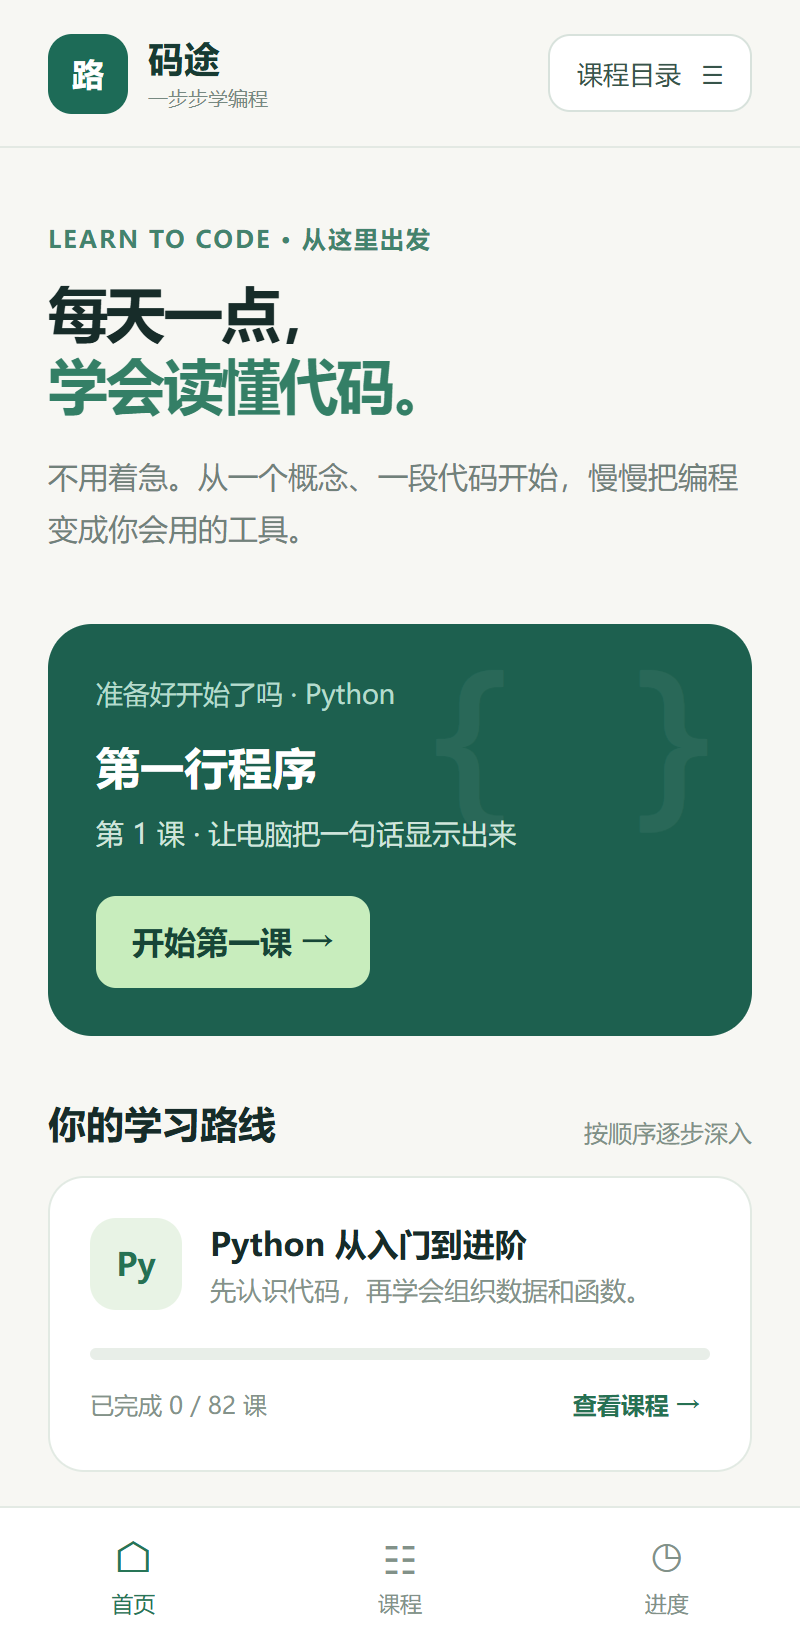 路
码途
一步步学编程
课程目录 ☰
LEARN TO CODE • 从这里出发
每天一点，
学会读懂代码。
不用着急。从一个概念、一段代码开始，慢慢把编程
变成你会用的工具。
准备好开始了吗 · Python
{ }
第一行程序
第 1 课 · 让电脑把一句话显示出来
开始第一课 →
你的学习路线
按顺序逐步深入
Py
Python 从入门到进阶
先认识代码，再学会组织数据和函数。
已完成 0 / 82 课
查看课程 →
首页
课程
进度